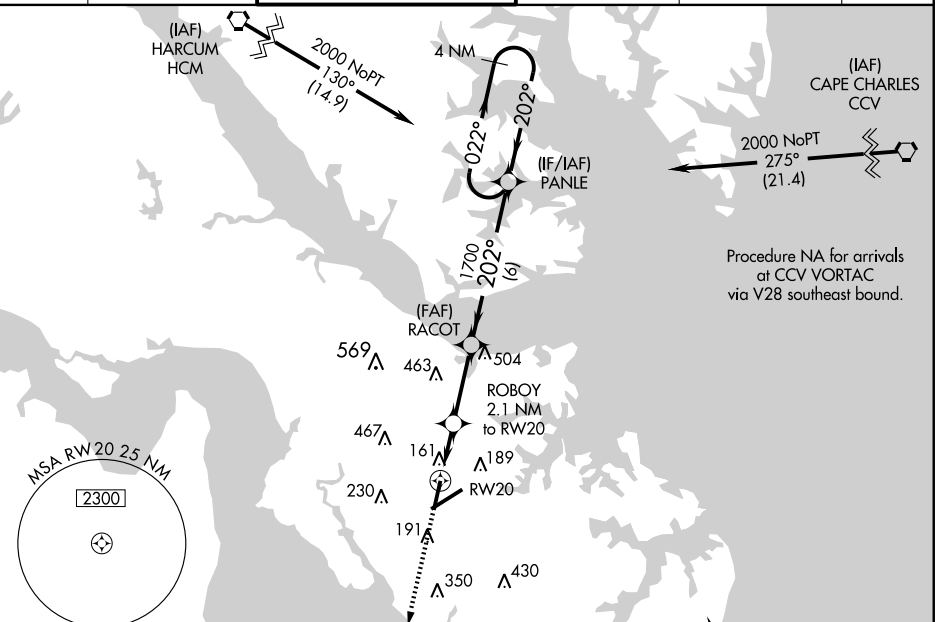 (IAF)
HARCUM
HCM
2000 NoPT
130°
(14.9)
4 NM
022°
202°
(IF/IAF)
PANLE
(IAF)
CAPE CHARLES
CCV
2000 NoPT
275°
(21.4)
Procedure NA for arrivals
at CCV VORTAC
via V28 southeast bound.
1700
202°
(6)
(FAF)
RACOT
569
463
504
ROBOY
2.1 NM
to RW20
467
161
189
RW20
230
191
350
430
MSA RW20 25 NM
2300